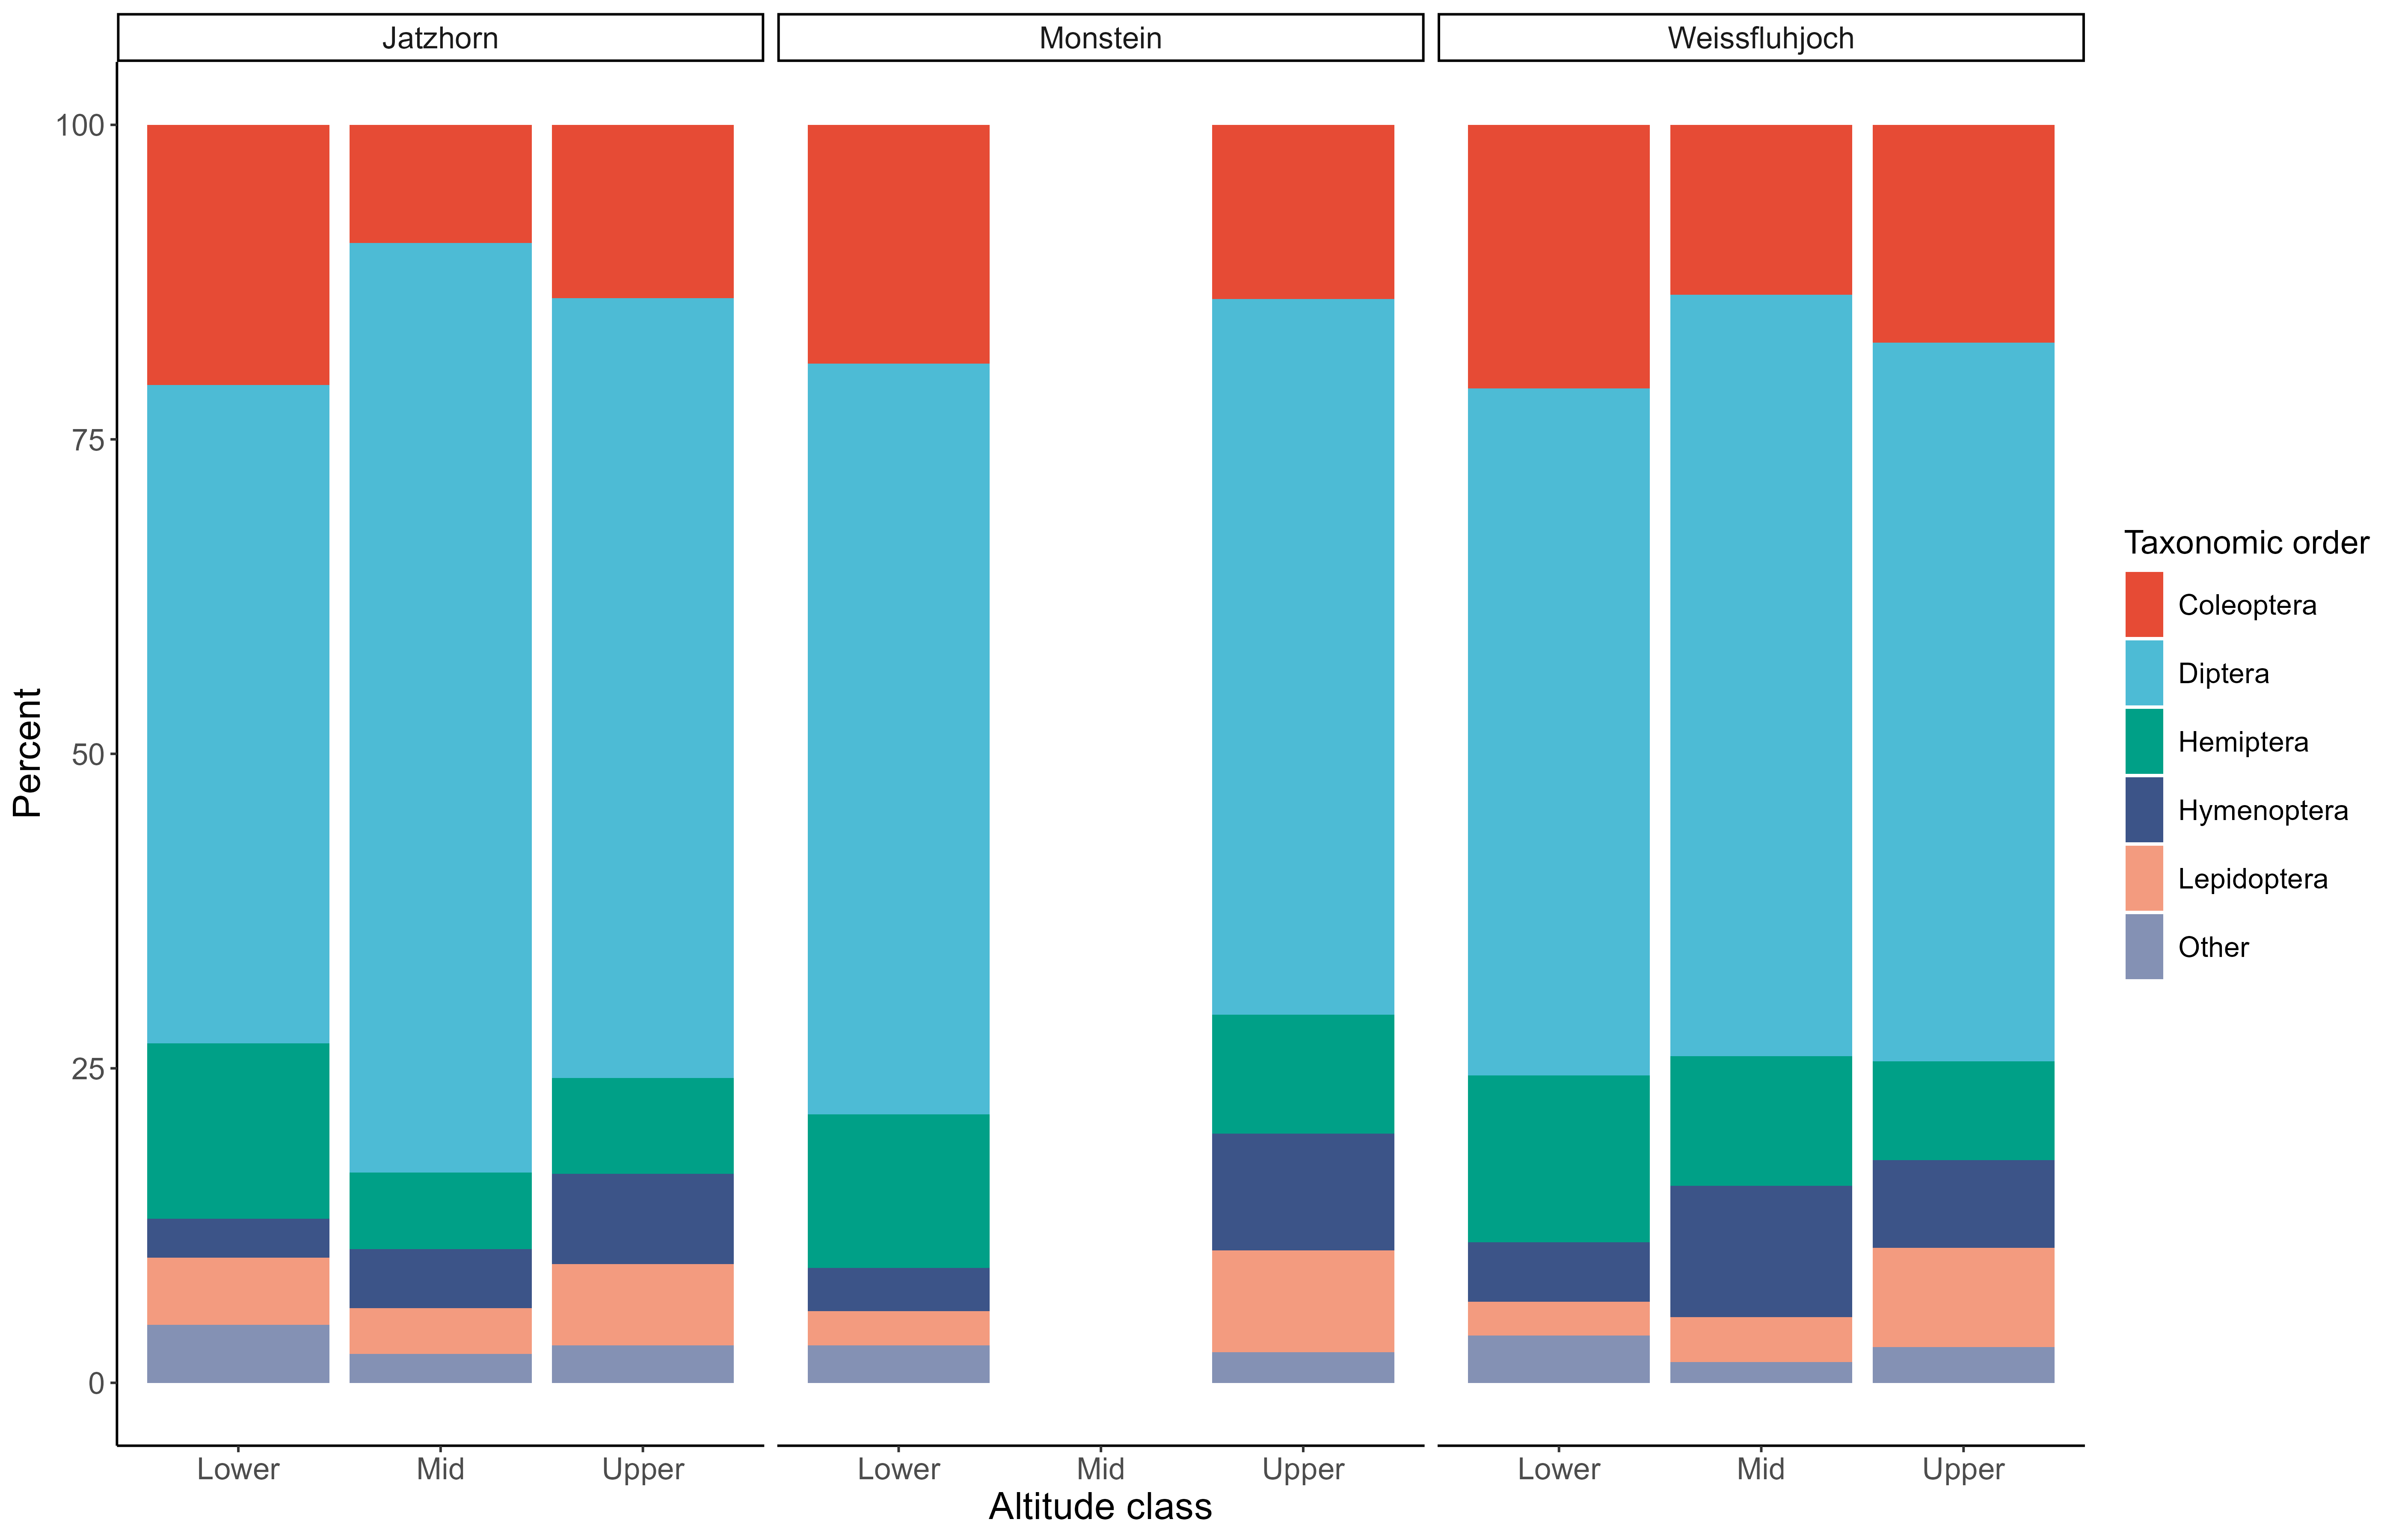 Jatzhorn Monstein Weissfluhjoch
100
75
50
25
0
Percent
Lower Mid Upper Lower Mid Upper Lower Mid Upper
Altitude class
Taxonomic order
Coleoptera
Diptera
Hemiptera
Hymenoptera
Lepidoptera
Other